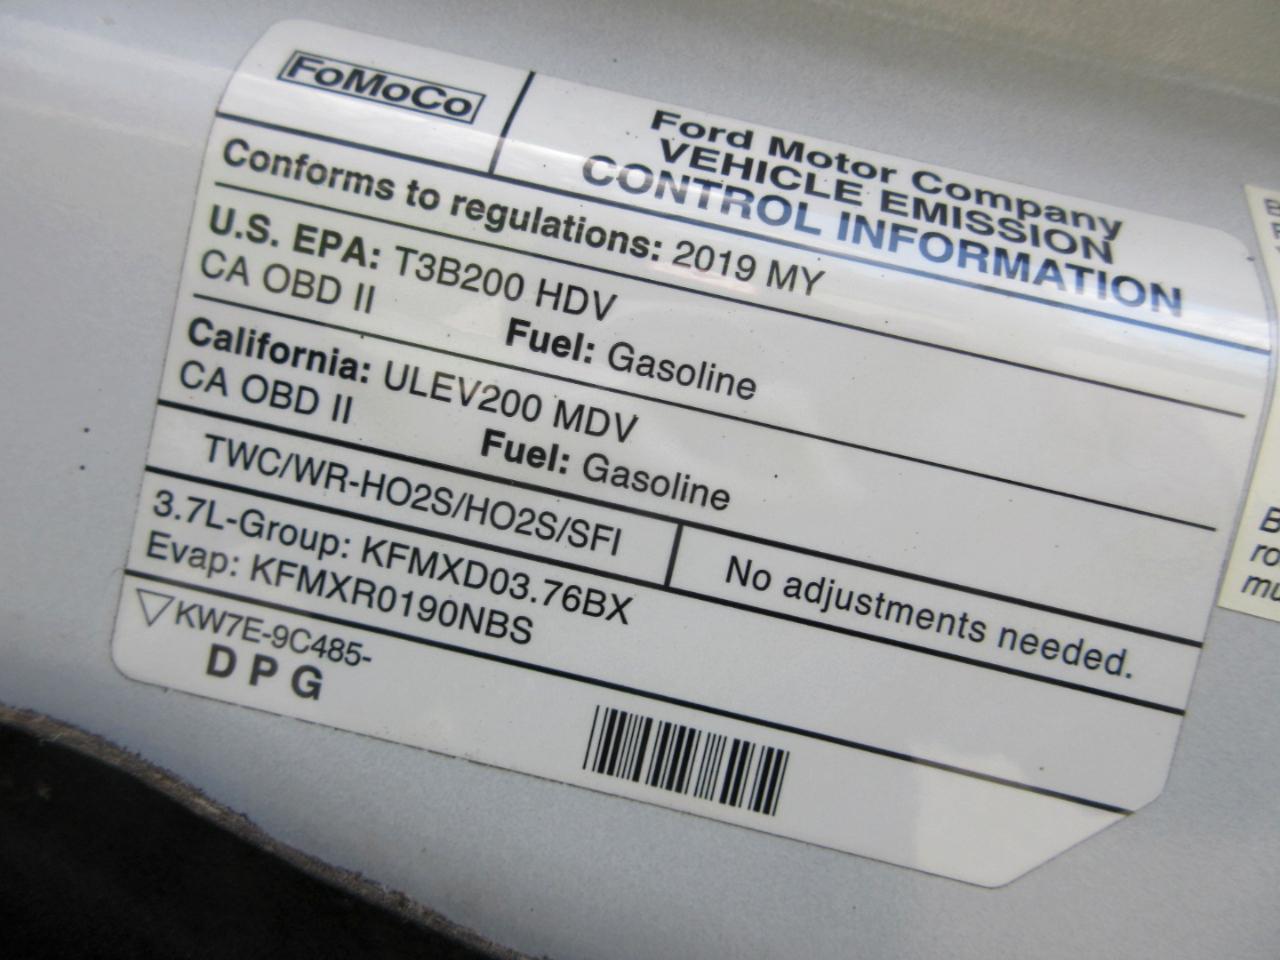 FoMoCo
Ford Motor Company
VEHICLE EMISSION
CONTROL INFORMATION
Conforms to regulations: 2019 MY
U.S. EPA: T3B200 HDV
CA OBD II Fuel: Gasoline
California: ULEV200 MDV
CA OBD II Fuel: Gasoline
TWC/WR-HO2S/HO2S/SFI
No adjustments needed.
3.7L-Group: KFMXD03.76BX
Evap: KFMXR0190NBS
KW7E-9C485-
D P G